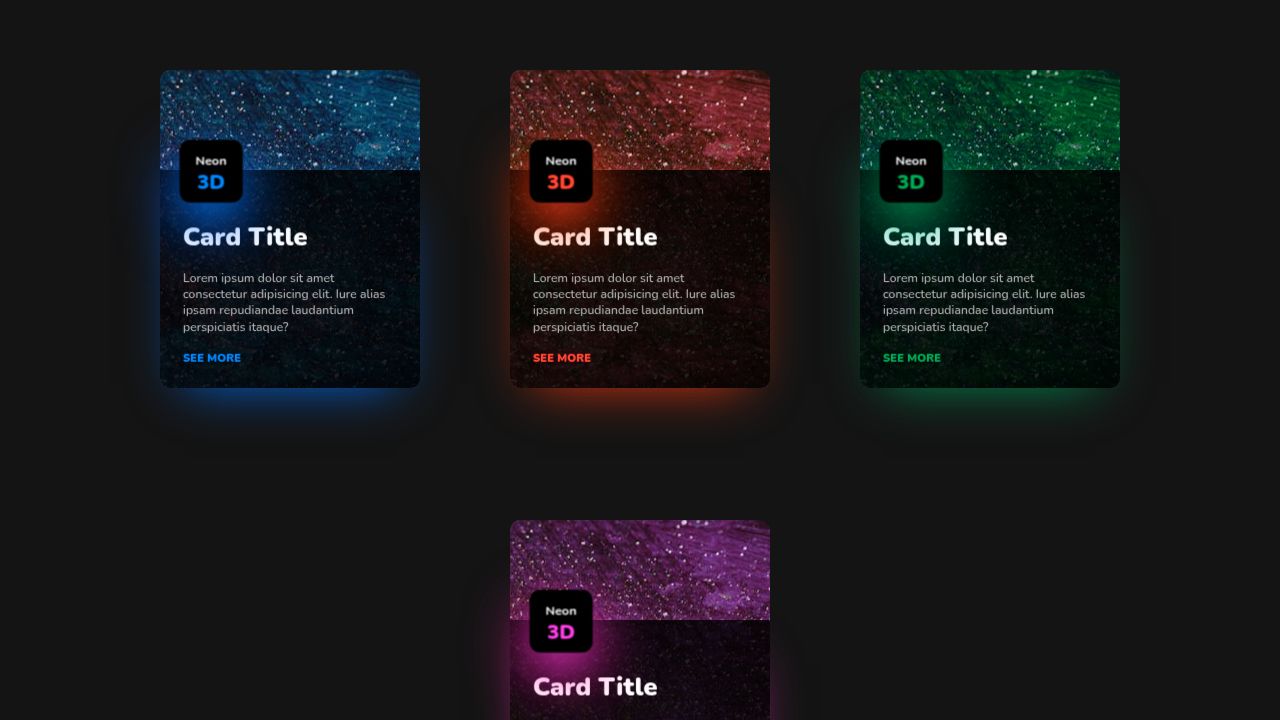 Neon
3D
Card Title
Lorem ipsum dolor sit amet
consectetur adipisicing elit. Iure alias
ipsam repudiandae laudantium
perspiciatis itaque?
SEE MORE
Neon
3D
Card Title
Lorem ipsum dolor sit amet
consectetur adipisicing elit. Iure alias
ipsam repudiandae laudantium
perspiciatis itaque?
SEE MORE
Neon
3D
Card Title
Lorem ipsum dolor sit amet
consectetur adipisicing elit. Iure alias
ipsam repudiandae laudantium
perspiciatis itaque?
SEE MORE
Neon
3D
Card Title